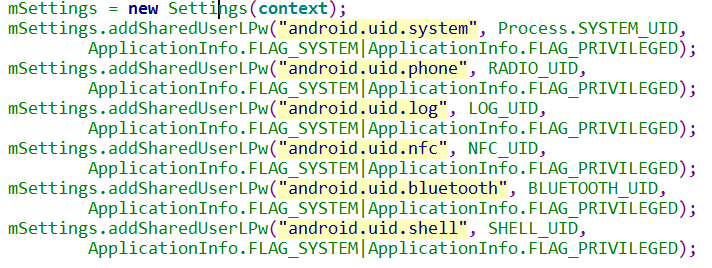 mSettings = new Settings(context);
mSettings.addSharedUserLPw("android.uid.system", Process.SYSTEM_UID,
ApplicationInfo.FLAG_SYSTEM|ApplicationInfo.FLAG_PRIVILEGED);
mSettings.addSharedUserLPw("android.uid.phone", RADIO_UID,
ApplicationInfo.FLAG_SYSTEM|ApplicationInfo.FLAG_PRIVILEGED);
mSettings.addSharedUserLPw("android.uid.log", LOG_UID,
ApplicationInfo.FLAG_SYSTEM|ApplicationInfo.FLAG_PRIVILEGED);
mSettings.addSharedUserLPw("android.uid.nfc", NFC_UID,
ApplicationInfo.FLAG_SYSTEM|ApplicationInfo.FLAG_PRIVILEGED);
mSettings.addSharedUserLPw("android.uid.bluetooth", BLUETOOTH_UID,
ApplicationInfo.FLAG_SYSTEM|ApplicationInfo.FLAG_PRIVILEGED);
mSettings.addSharedUserLPw("android.uid.shell", SHELL_UID,
ApplicationInfo.FLAG_SYSTEM|ApplicationInfo.FLAG_PRIVILEGED);